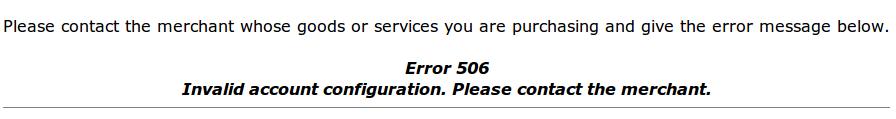 Please contact the merchant whose goods or services you are purchasing and give the error message below.
Error 506
Invalid account configuration. Please contact the merchant.